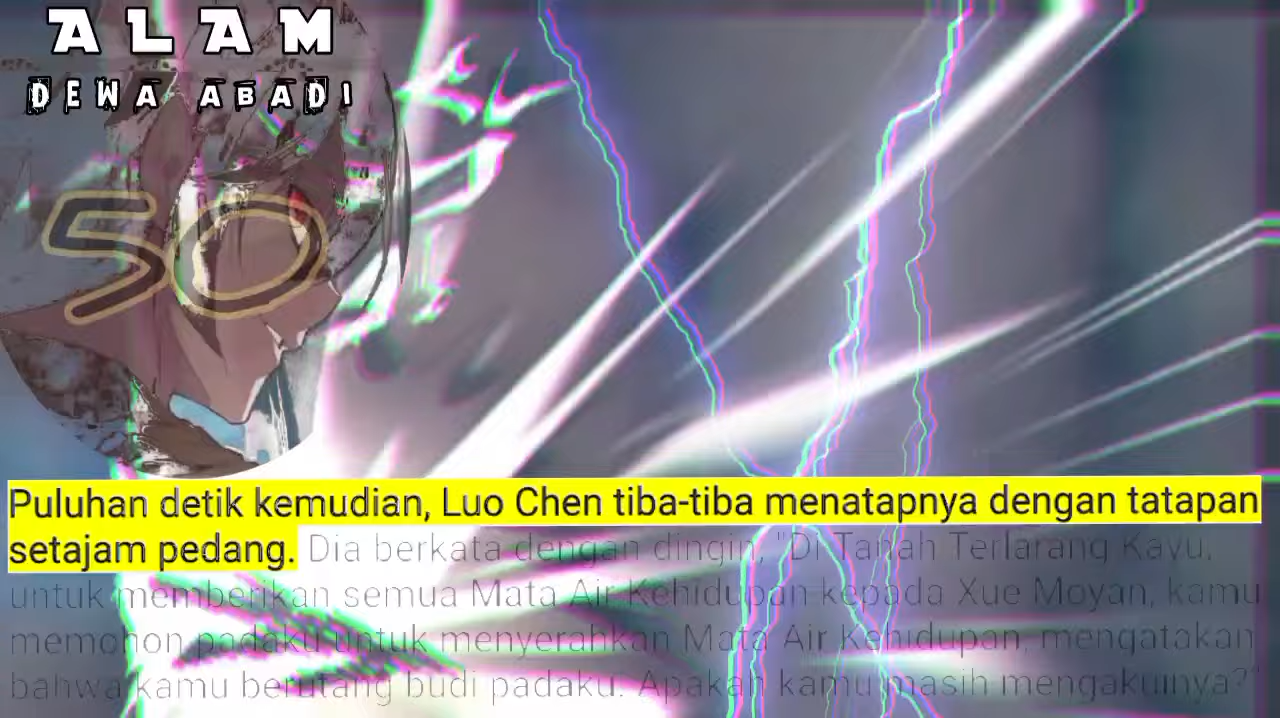 ALAM
DEWA ABADI
50
Puluhan detik kemudian, Luo Chen tiba-tiba menatapnya dengan tatapan
setajam pedang. Dia berkata dengan dingin, "Di Tanah Terlarang Kayu,
untuk memberikan semua Mata Air Kehidupan kepada Xue Moyan, kamu
memohon padaku untuk menyerahkan Mata Air Kehidupan, mengatakan
bahwa kamu berutang budi padaku. Apakah kamu masih mengakuinya?"